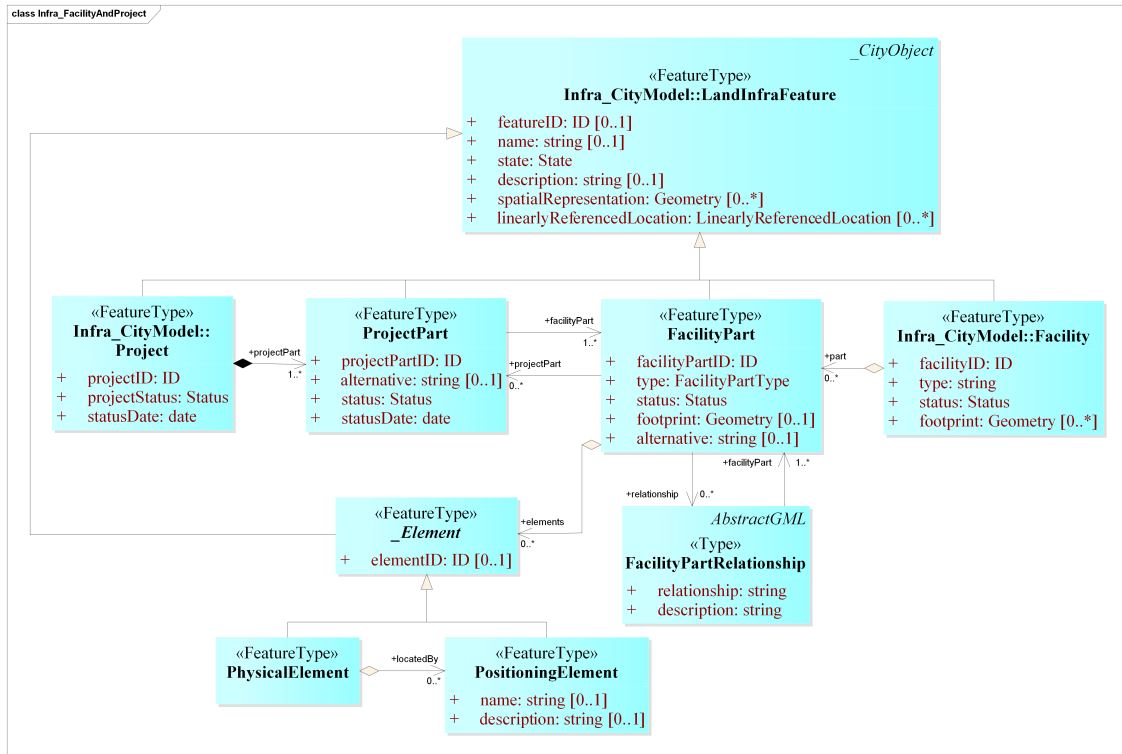 class Infra_FacilityAndProject
_CityObject
«FeatureType»
Infra_CityModel::LandInfraFeature
+ featureID: ID [0..1]
+ name: string [0..1]
+ state: State
+ description: string [0..1]
+ spatialRepresentation: Geometry [0..*]
+ linearlyReferencedLocation: LinearlyReferencedLocation [0..*]
«FeatureType»
Infra_CityModel::
Project
+ projectID: ID
+ projectStatus: Status
+ statusDate: date
+projectPart
1..*
«FeatureType»
ProjectPart
+ projectPartID: ID
+ alternative: string [0..1]
+ status: Status
+ statusDate: date
+facilityPart
1..*
+projectPart
0..*
«FeatureType»
FacilityPart
+ facilityPartID: ID
+ type: FacilityPartType
+ status: Status
+ footprint: Geometry [0..1]
+ alternative: string [0..1]
+part
0..*
«FeatureType»
Infra_CityModel::Facility
+ facilityID: ID
+ type: string
+ status: Status
+ footprint: Geometry [0..*]
+facilityPart
1..*
+relationship
0..*
«FeatureType»
_Element
+ elementID: ID [0..1]
+elements
0..*
AbstractGML
«Type»
FacilityPartRelationship
+ relationship: string
+ description: string
«FeatureType»
PhysicalElement
+locatedBy
0..*
«FeatureType»
PositioningElement
+ name: string [0..1]
+ description: string [0..1]